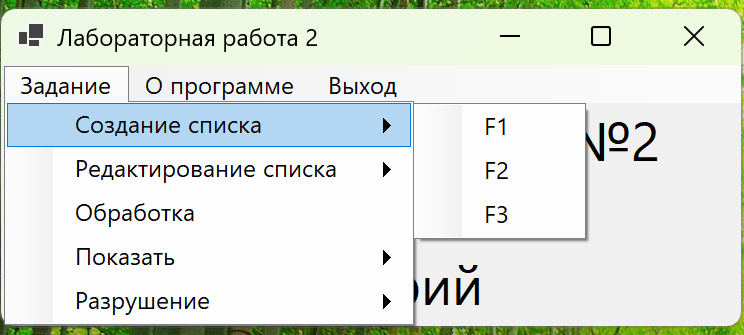 Лабораторная работа 2
Задание О программе Выход
Создание списка F1
№2
Редактирование списка F2
Обработка F3
Показать
Разрушение
рий